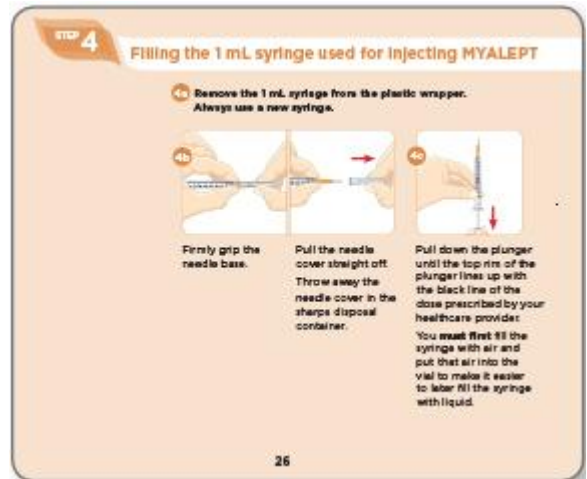 STEP 4
Filling the 1 mL syringe used for injecting MYALEPT
4a Remove the 1 mL syringe from the plastic wrapper.
Always use a new syringe.
4b
Firmly grip the
needle base.
Pull the needle
cover straight off.
Throw away the
needle cover in the
sharps disposal
container.
4c
Pull down the plunger
until the top rim of the
plunger lines up with
the black line of the
dose prescribed by your
healthcare provider.
You must first fill the
syringe with air and
put that air into the
vial to make it easier
to later fill the syringe
with liquid.
26